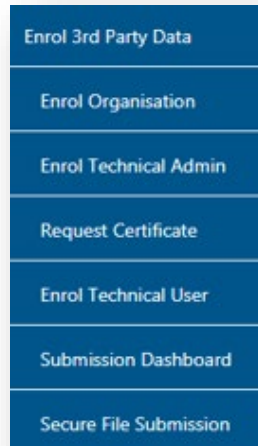 Enrol 3rd Party Data
Enrol Organisation
Enrol Technical Admin
Request Certificate
Enrol Technical User
Submission Dashboard
Secure File Submission